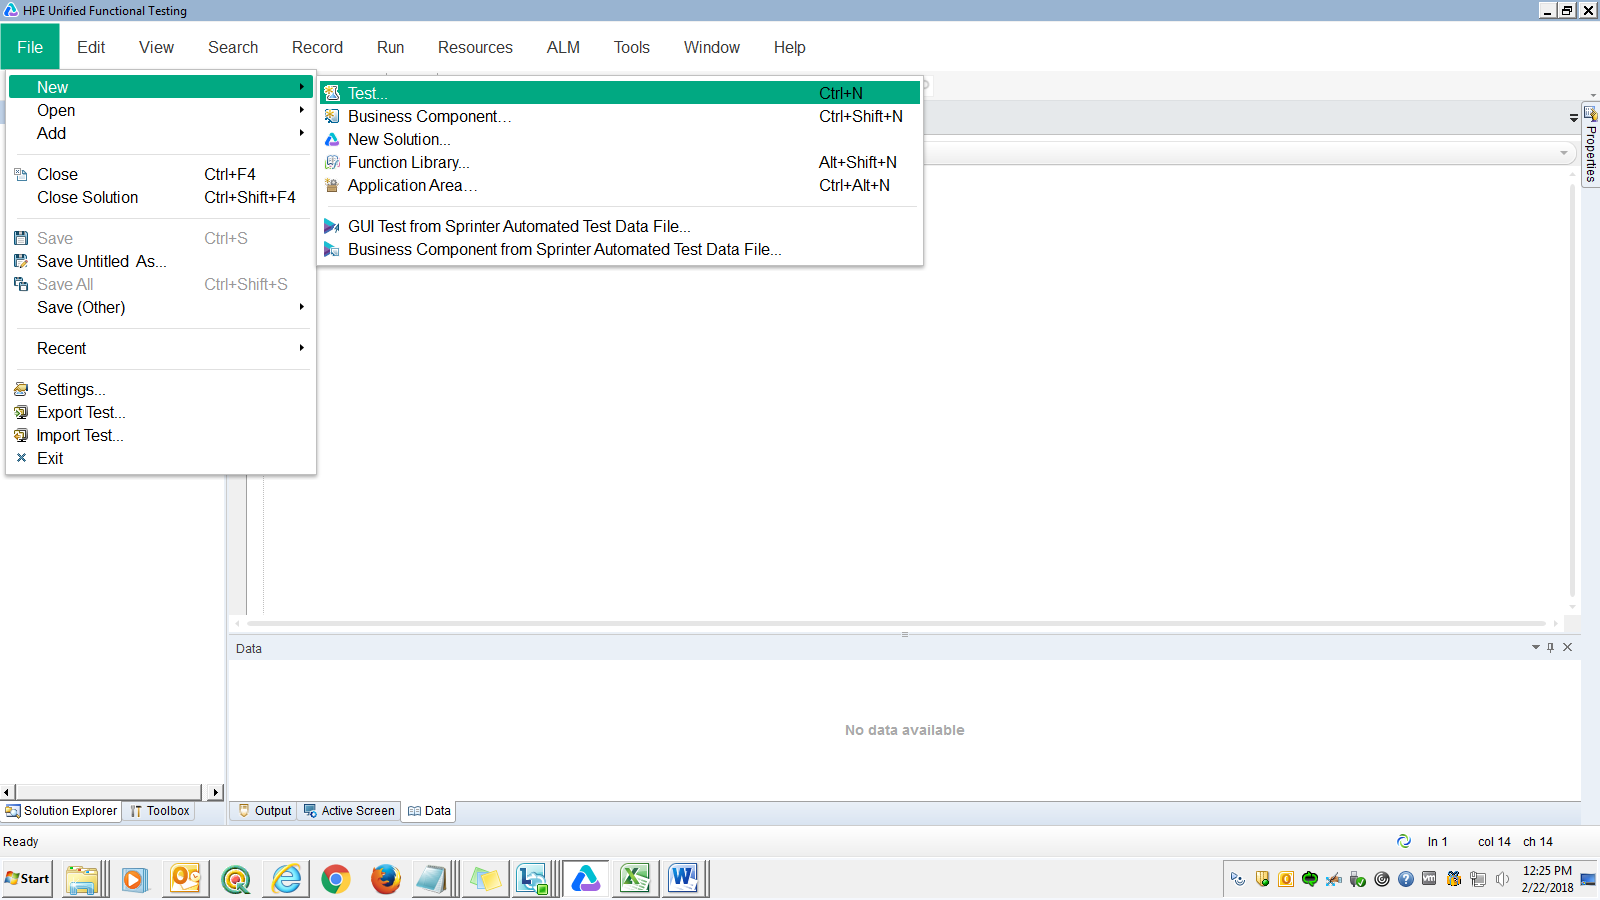 HPE Unified Functional Testing
File Edit View Search Record Run Resources ALM Tools Window Help
New
Open
Add
Close Ctrl+F4
Close Solution Ctrl+Shift+F4
Save Ctrl+S
Save Untitled As...
Save All Ctrl+Shift+S
Save (Other)
Recent
Settings...
Export Test...
Import Test...
Exit
Test... Ctrl+N
Business Component... Ctrl+Shift+N
New Solution...
Function Library... Alt+Shift+N
Application Area... Ctrl+Alt+N
GUI Test from Sprinter Automated Test Data File...
Business Component from Sprinter Automated Test Data File...
Properties
Data
No data available
Solution Explorer Toolbox
Output Active Screen Data
Ready
ln 1 col 14 ch 14
Start
12:25 PM
2/22/2018